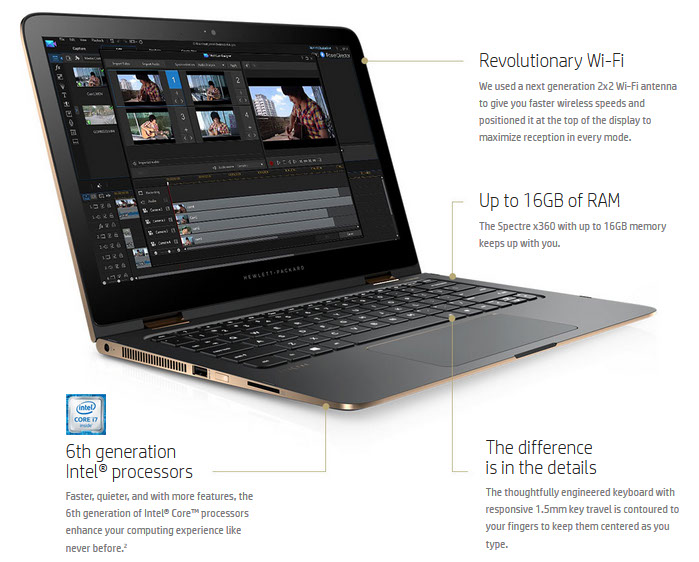 Revolutionary Wi-Fi
We used a next generation 2x2 Wi-Fi antenna
to give you faster wireless speeds and
positioned it at the top of the display to
maximize reception in every mode.
Up to 16GB of RAM
The Spectre x360 with up to 16GB memory
keeps up with you.
HEWLETT-PACKARD
intel
CORE i7
inside
6th generation
Intel® processors
Faster, quieter, and with more features, the
6th generation of Intel® Core™ processors
enhance your computing experience like
never before.²
The difference
is in the details
The thoughtfully engineered keyboard with
responsive 1.5mm key travel is contoured to
your fingers to keep them centered as you
type.